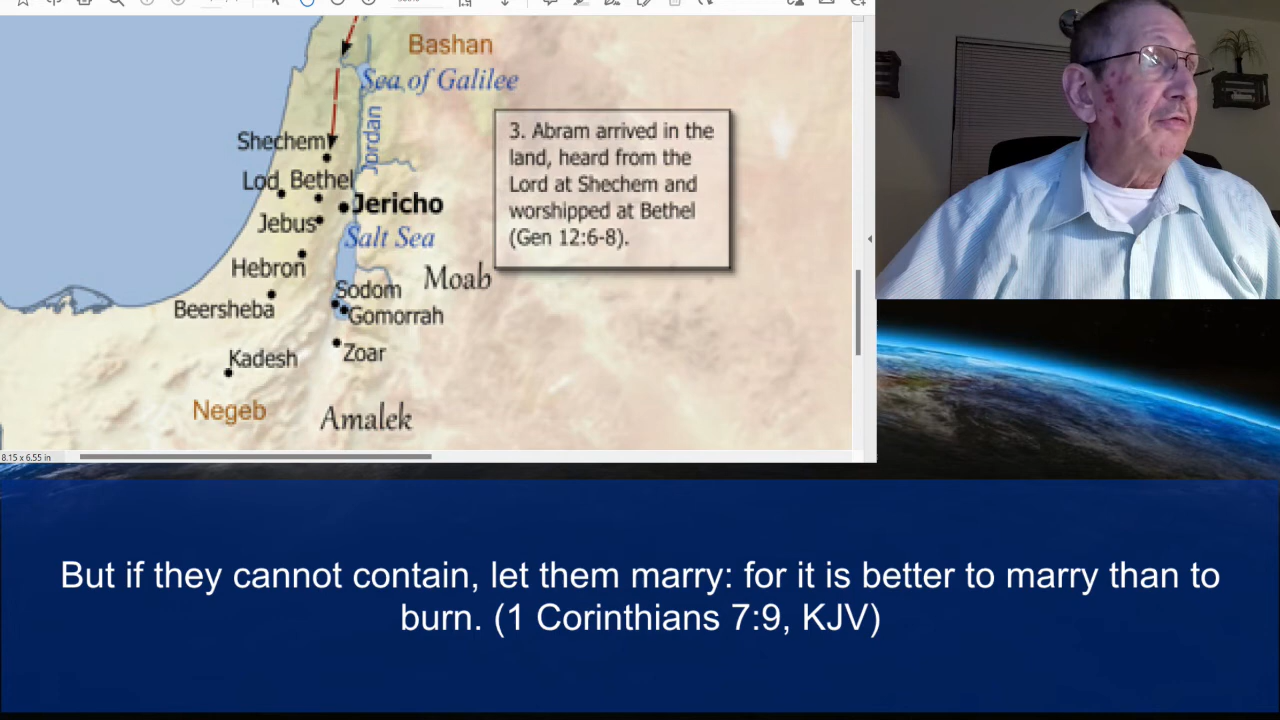 Bashan
Sea of Galilee
Jordan
Shechem
3. Abram arrived in the
land, heard from the
Lord at Shechem and
worshipped at Bethel
(Gen 12:6-8).
Lod Bethel
Jericho
Jebus
Salt Sea
Hebron
Moab
Sodom
Beersheba
Gomorrah
Kadesh
Zoar
Negeb
Amalek
8.15 x 6.55 in
But if they cannot contain, let them marry: for it is better to marry than to
burn. (1 Corinthians 7:9, KJV)